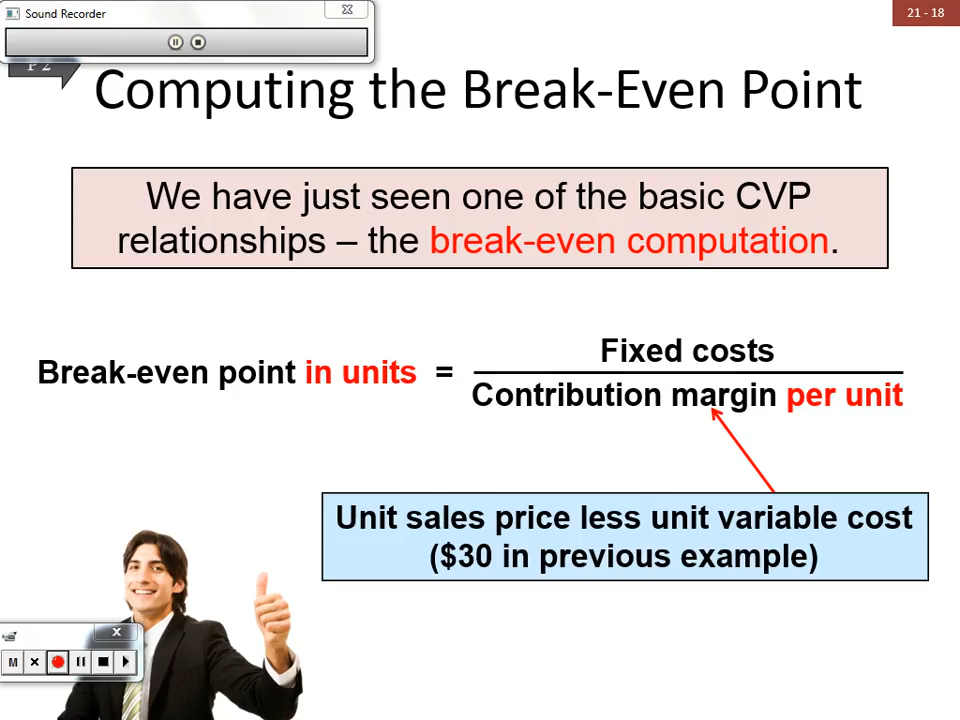 Sound Recorder
21 - 18
P 2
Computing the Break-Even Point
We have just seen one of the basic CVP
relationships – the break-even computation.
Fixed costs
Break-even point in units =
Contribution margin per unit
Unit sales price less unit variable cost
($30 in previous example)
M